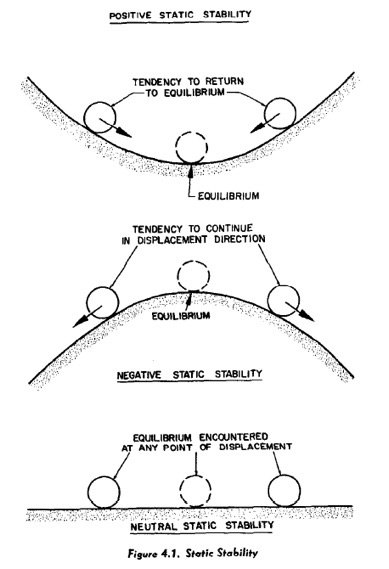 POSITIVE STATIC STABILITY
TENDENCY TO RETURN
TO EQUILIBRIUM
EQUILIBRIUM
TENDENCY TO CONTINUE
IN DISPLACEMENT DIRECTION
EQUILIBRIUM
NEGATIVE STATIC STABILITY
EQUILIBRIUM ENCOUNTERED
AT ANY POINT OF DISPLACEMENT
NEUTRAL STATIC STABILITY
Figure 4.1. Static Stability